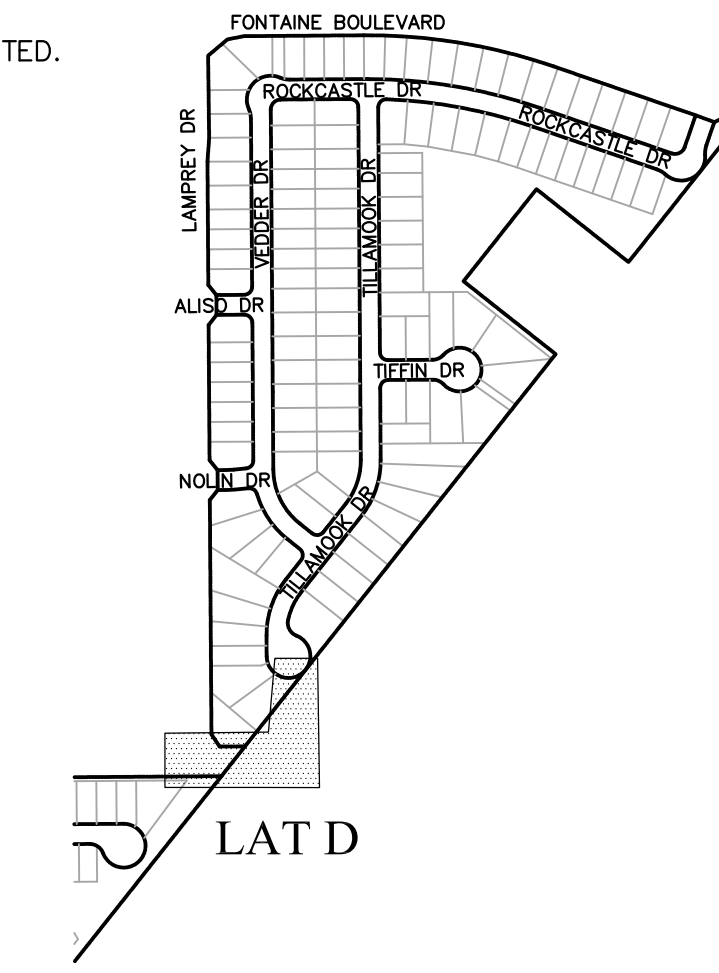 FONTAINE BOULEVARD
TED.
ROCKCASTLE DR
ROCKCASTLE DR
LAMPREY DR
VEDDER DR
TILLAMOOK DR
ALISO DR
TIFFIN DR
NOLIN DR
TILLAMOOK DR
LAT D